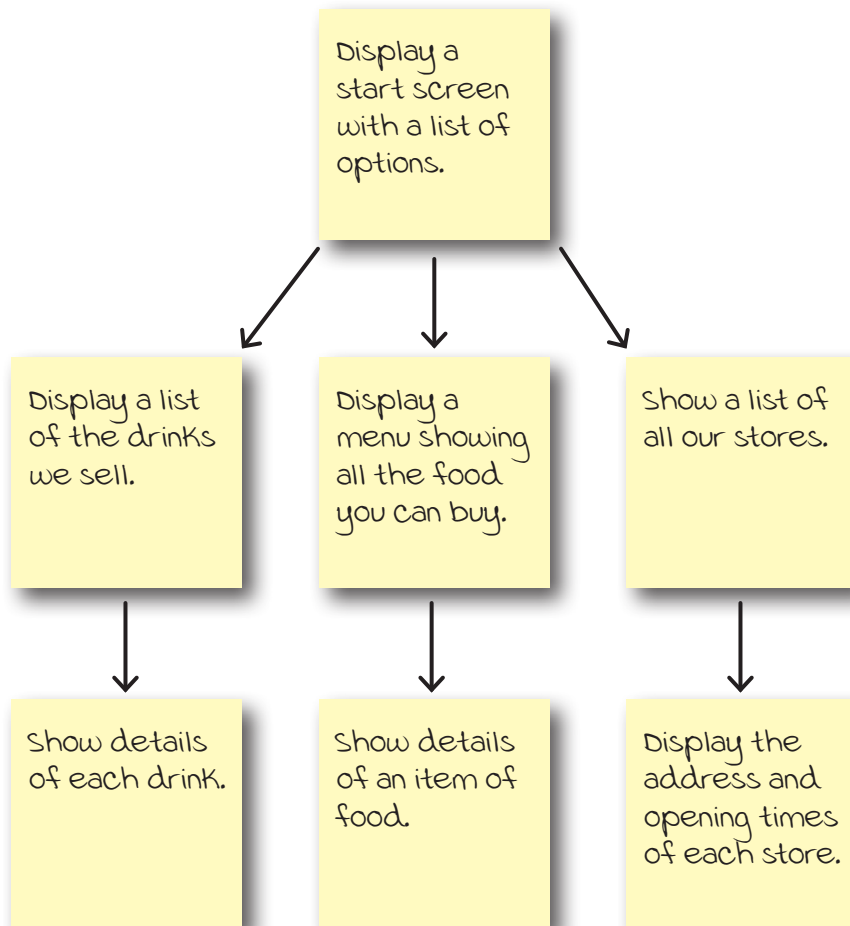 Display a
start screen
with a list of
options.
Display a list
of the drinks
we sell.
Display a
menu showing
all the food
you can buy.
Show a list of
all our stores.
Show details
of each drink.
Show details
of an item of
food.
Display the
address and
opening times
of each store.